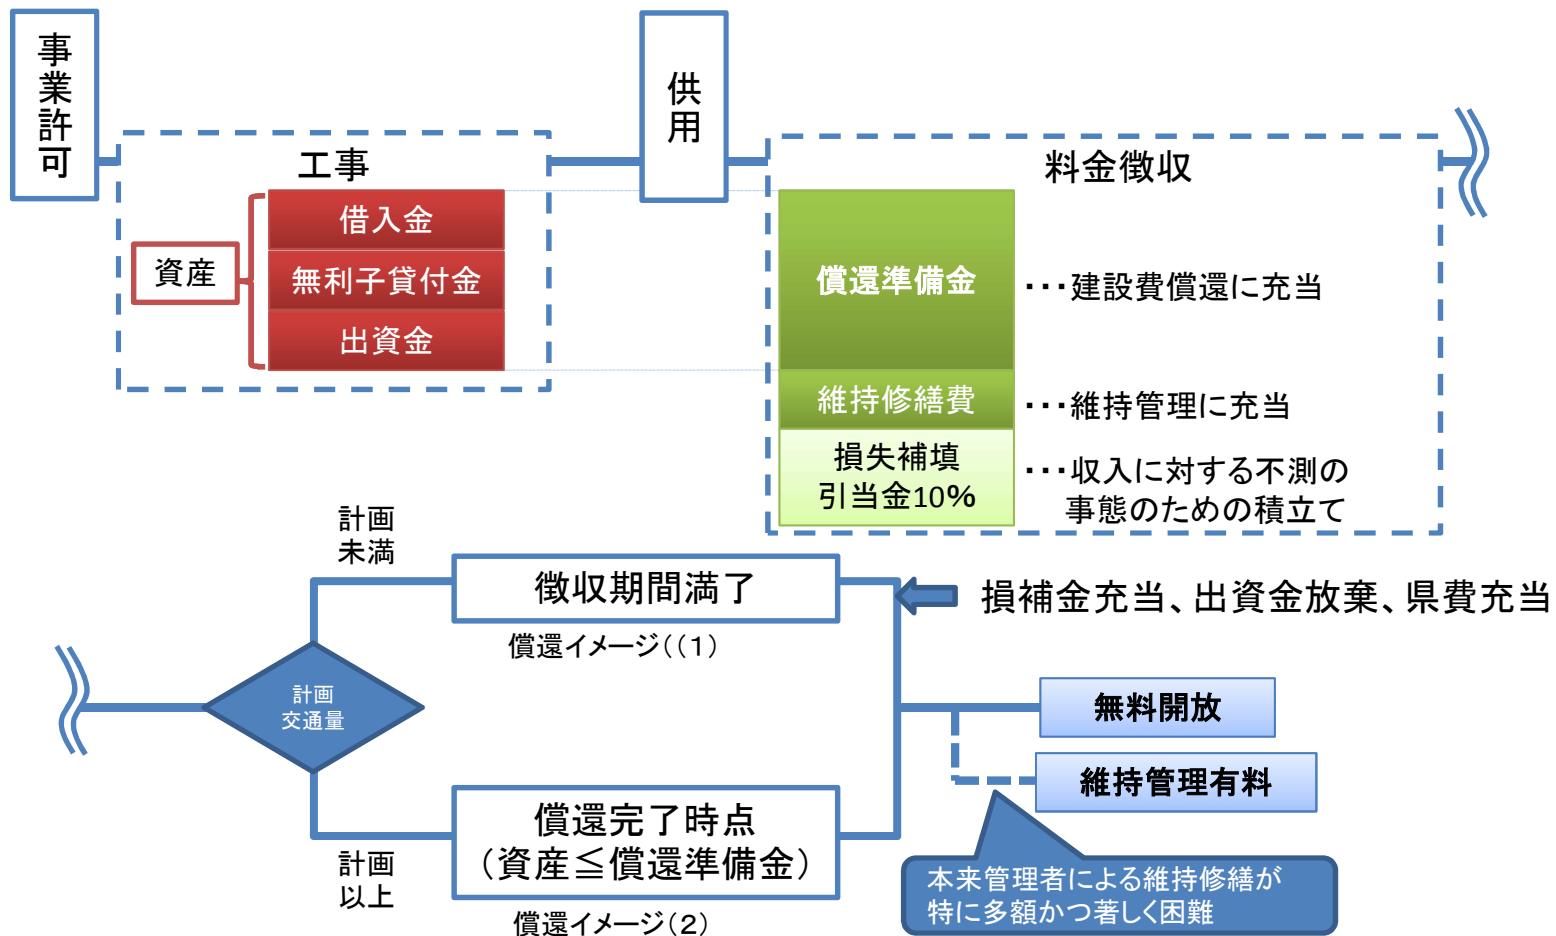 事業許可
供用
工事
借入金
無利子貸付金
出資金
資産
料金徴収
償還準備金
・・・建設費償還に充当
維持修繕費
・・・維持管理に充当
損失補填
引当金10%
・・・収入に対する不測の
事態のための積立て
計画
未満
徴収期間満了
償還イメージ((1)
損補金充当、出資金放棄、県費充当
計画
交通量
無料開放
維持管理有料
計画
以上
償還完了時点
(資産≦償還準備金)
償還イメージ(2)
本来管理者による維持修繕が
特に多額かつ著しく困難